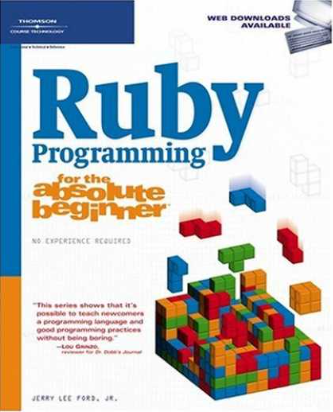 THOMSON
COURSE TECHNOLOGY
WEB DOWNLOADS
AVAILABLE
Ruby
Programming
for the
absolute
beginner
NO EXPERIENCE REQUIRED
"This series shows that it's
possible to teach newcomers
a programming language and
good programming practices
without being boring."
—LOU GRINZO,
reviewer for Dr. Dobb's Journal
JERRY LEE FORD, JR.